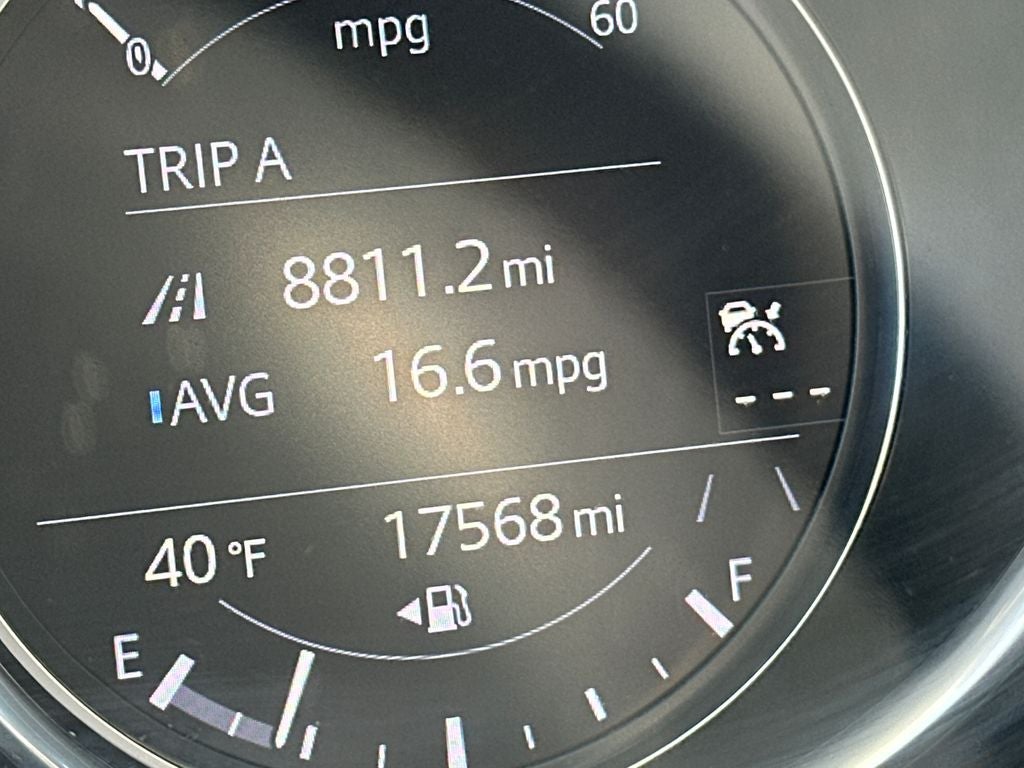 0 mpg 60
TRIP A
8811.2 mi
AVG 16.6 mpg
---
40 °F 17568 mi
E F